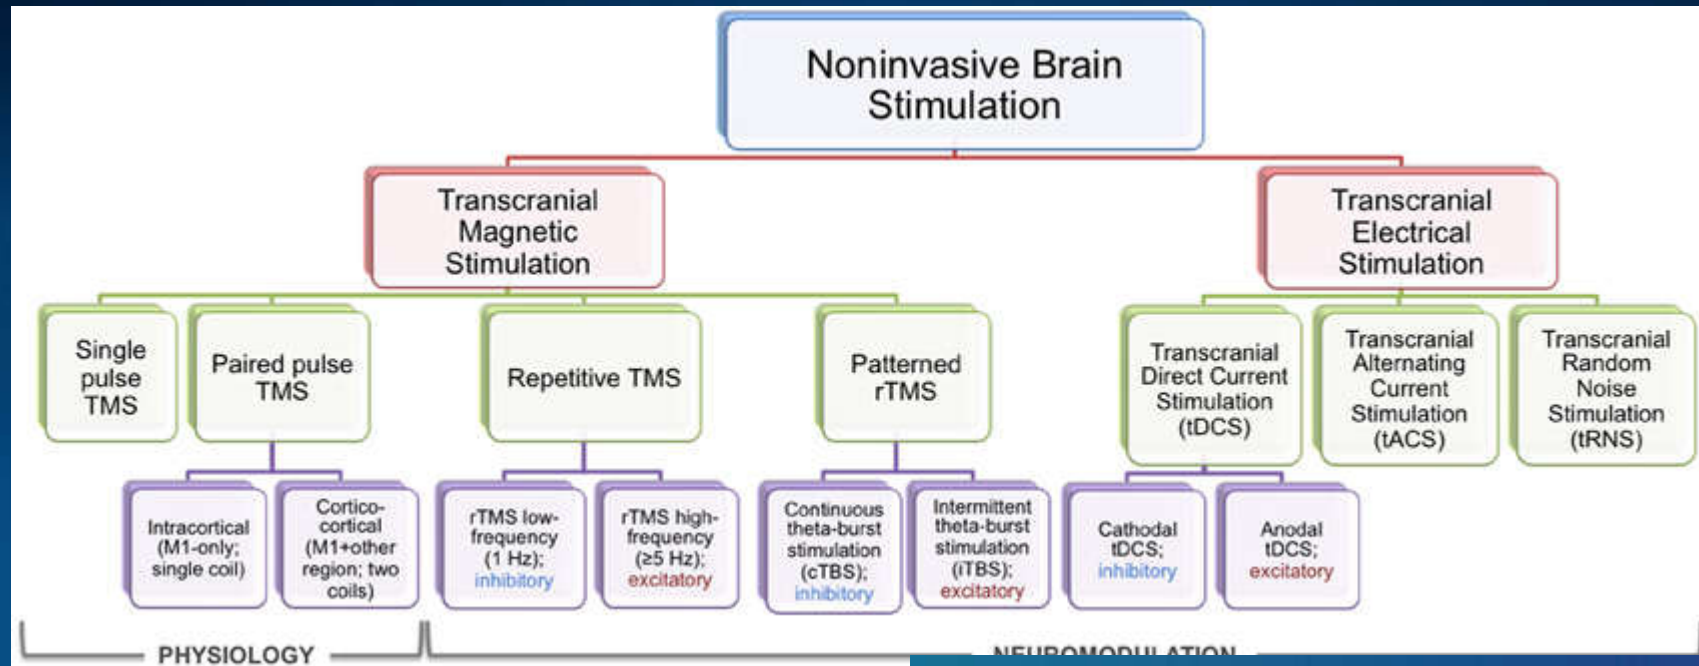 Noninvasive Brain
Stimulation
Transcranial
Magnetic
Stimulation
Transcranial
Electrical
Stimulation
Single
pulse
TMS
Paired pulse
TMS
Repetitive TMS
Patterned
rTMS
Transcranial
Direct Current
Stimulation
(tDCS)
Transcranial
Alternating
Current
Stimulation
(tACS)
Transcranial
Random
Noise
Stimulation
(tRNS)
Intracortical
(M1-only;
single coil)
Cortico-
cortical
(M1+other
region; two
coils)
rTMS low-
frequency
(1 Hz);
inhibitory
rTMS high-
frequency
(≥5 Hz);
excitatory
Continuous
theta-burst
stimulation
(cTBS);
inhibitory
Intermittent
theta-burst
stimulation
(iTBS);
excitatory
Cathodal
tDCS;
inhibitory
Anodal
tDCS;
excitatory
PHYSIOLOGY
NEUROMODULATION